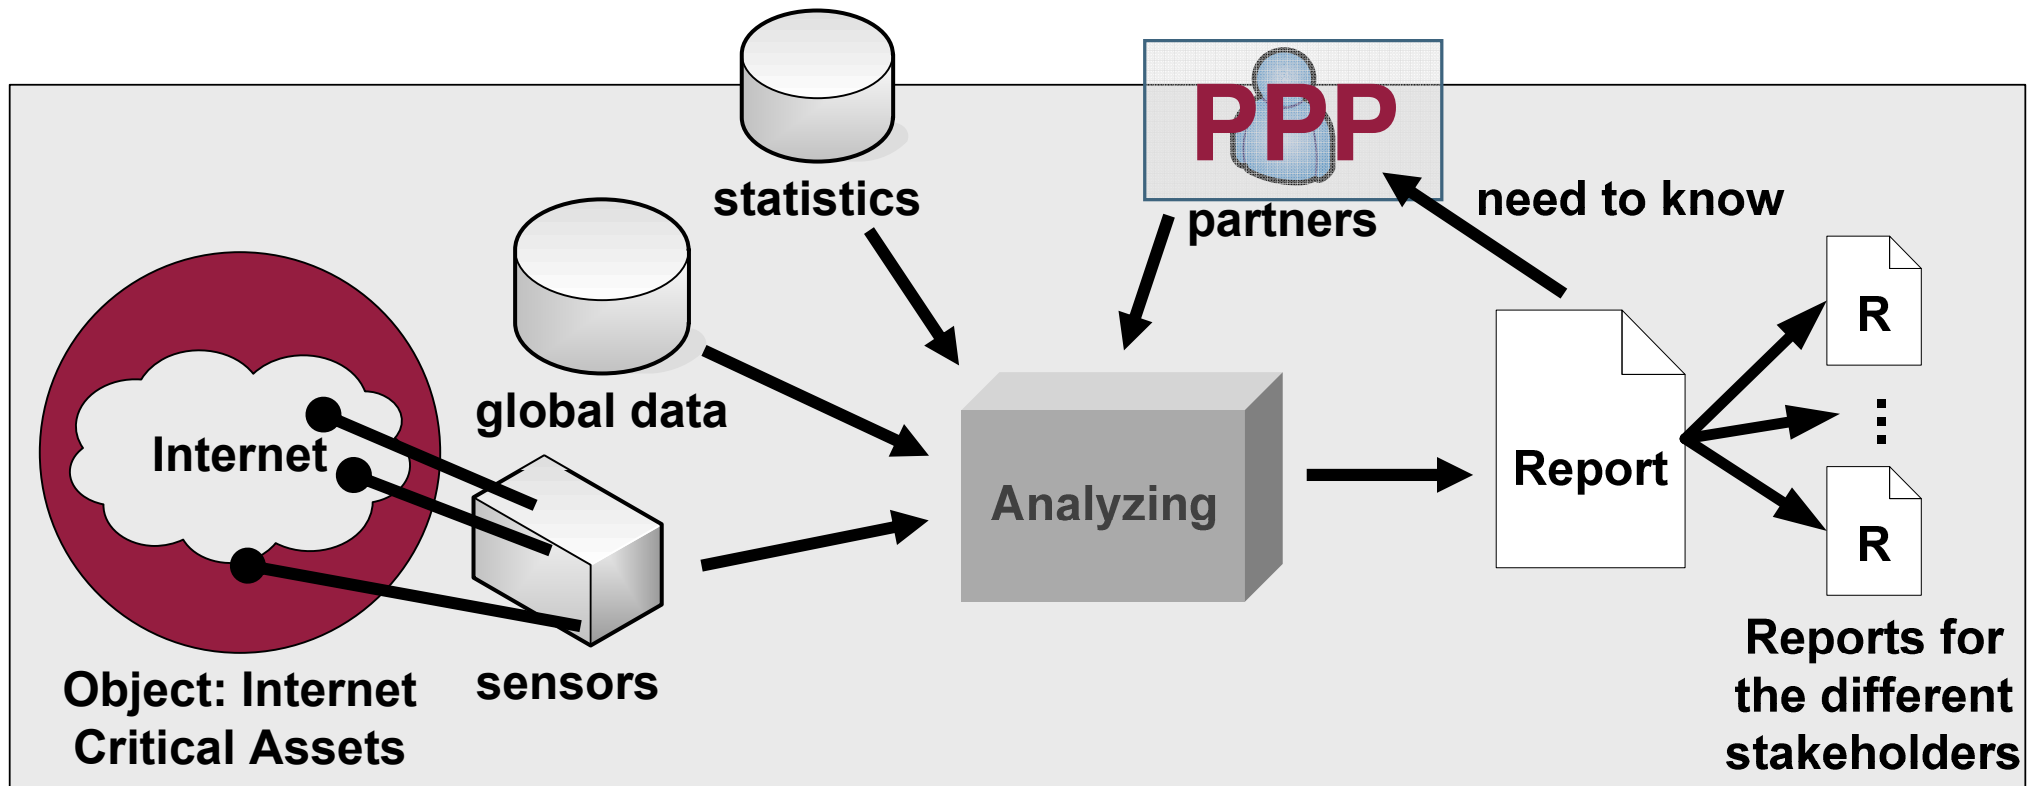 PPP
statistics
partners
need to know
R
global data
Internet
Analyzing
Report
R
sensors
Object: Internet
Critical Assets
Reports for
the different
stakeholders